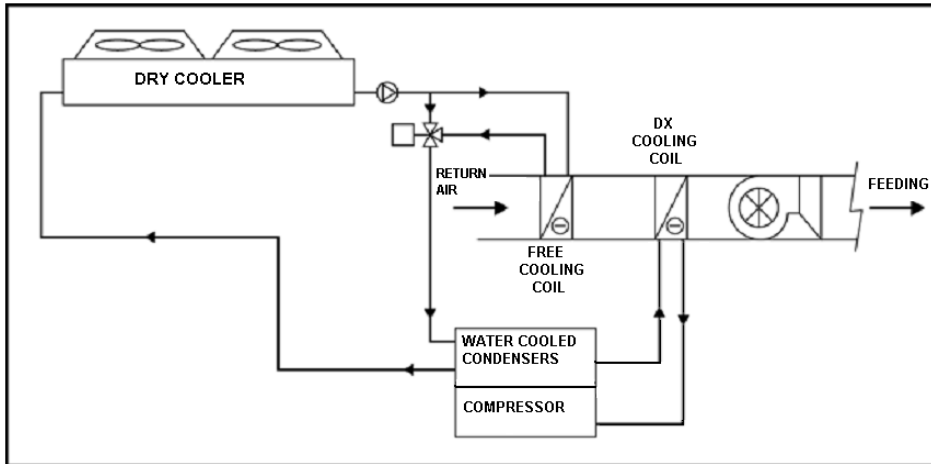 DRY COOLER
DX
COOLING
COIL
RETURN
AIR
FEEDING
FREE
COOLING
COIL
WATER COOLED
CONDENSERS
COMPRESSOR